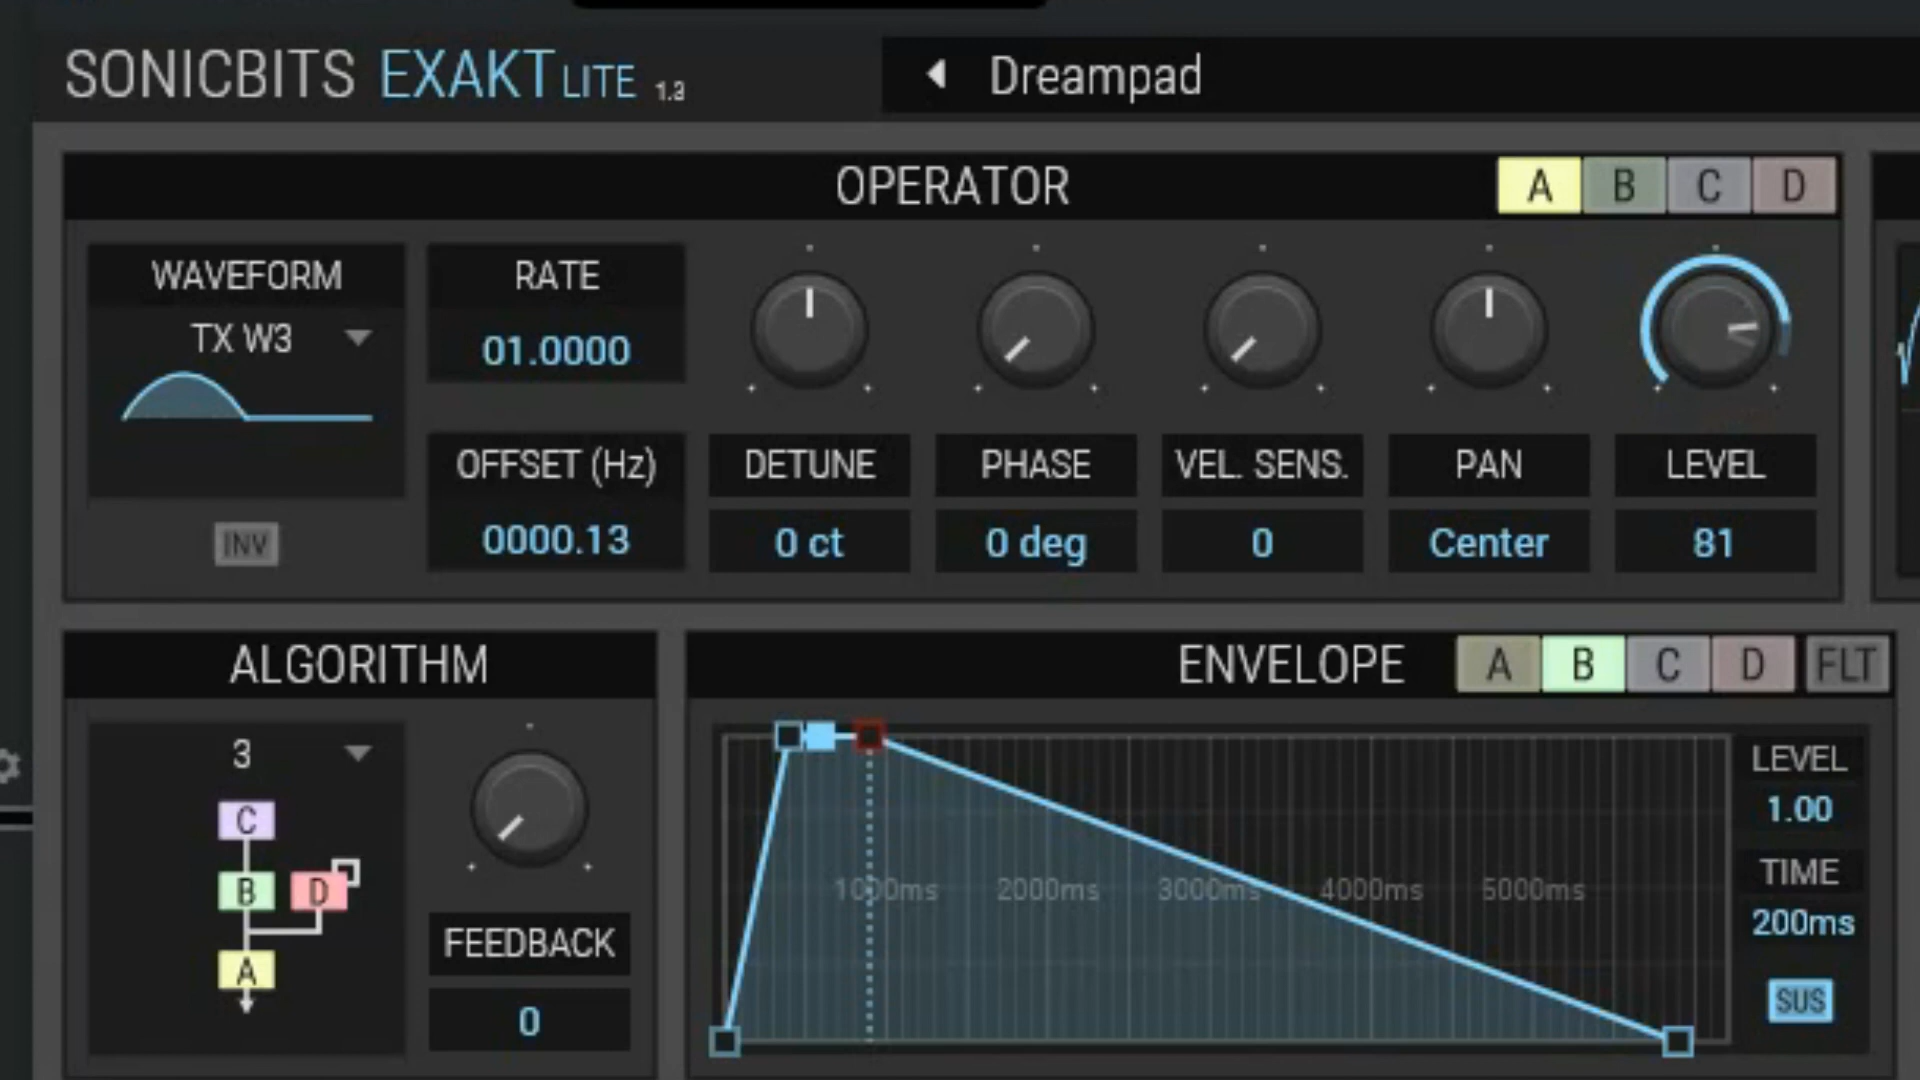 SONICBITS EXAKT LITE 1.3
Dreampad
OPERATOR
A B C D
WAVEFORM
TX W3
INV
RATE
01.0000
OFFSET (Hz)
0000.13
DETUNE
0 ct
PHASE
0 deg
VEL. SENS.
0
PAN
Center
LEVEL
81
ALGORITHM
3
C
B D
A
FEEDBACK
0
ENVELOPE
A B C D FLT
1000ms 2000ms 3000ms 4000ms 5000ms
LEVEL
1.00
TIME
200ms
SUS